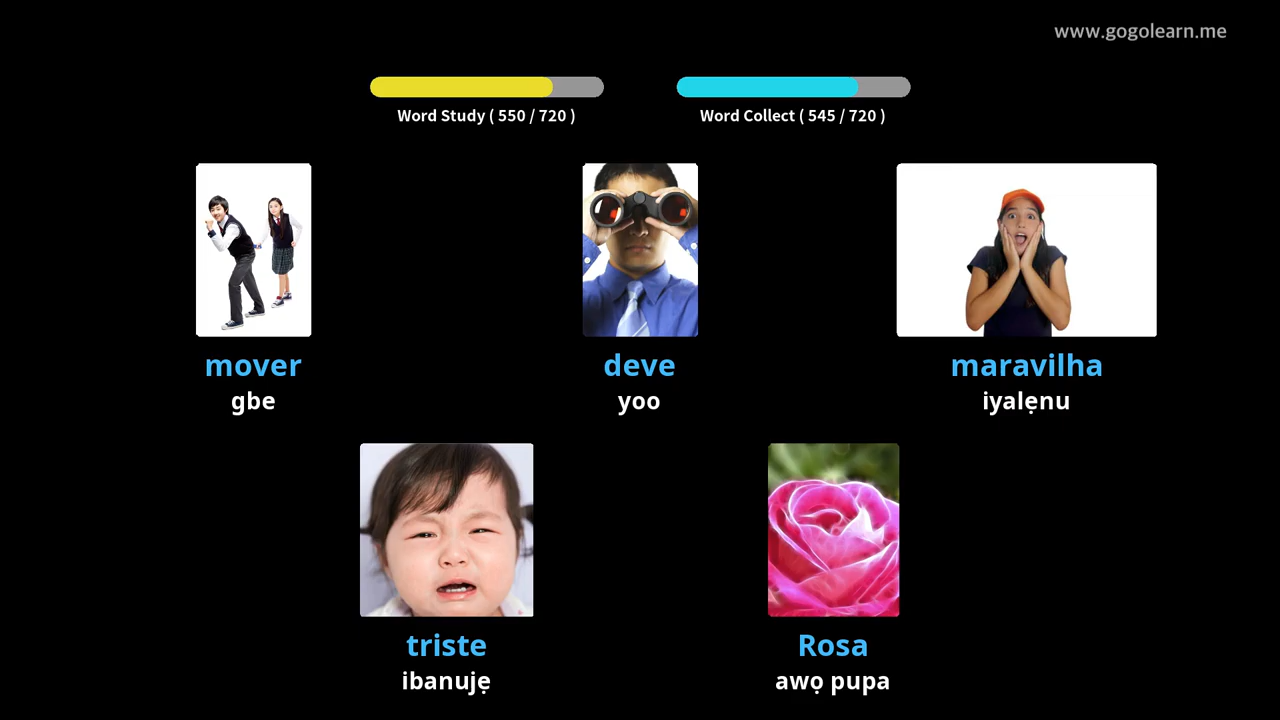 www.gogolearn.me
Word Study ( 550 / 720 )
Word Collect ( 545 / 720 )
mover
gbe
deve
yoo
maravilha
iyalẹnu
triste
ibanujẹ
Rosa
awọ pupa